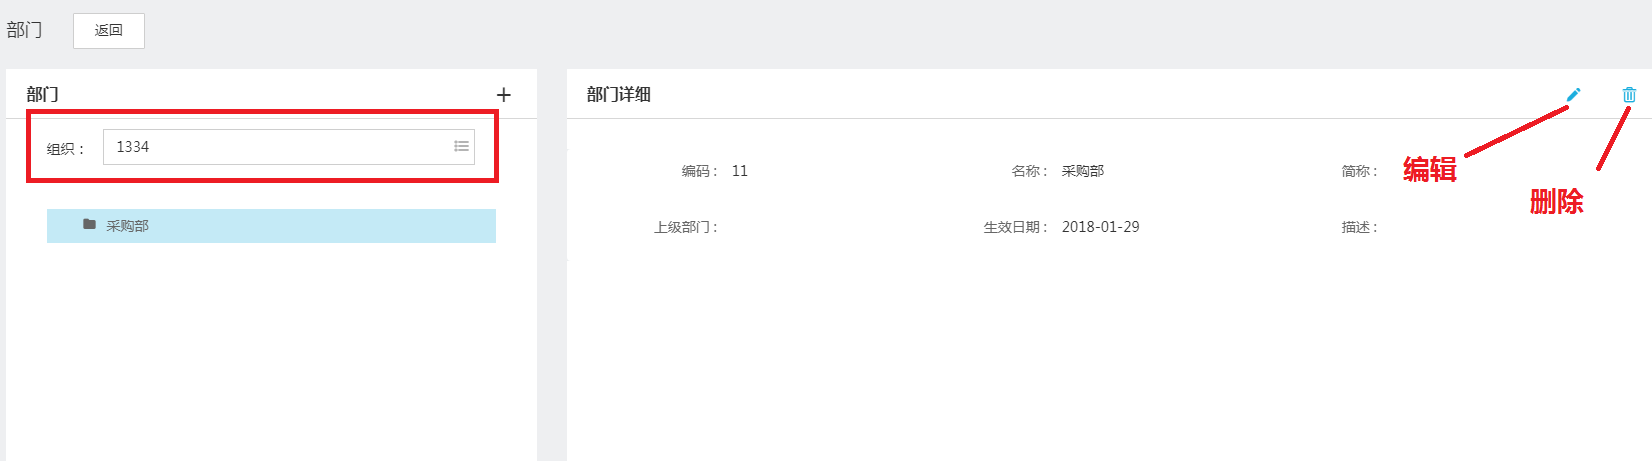 部门 返回
部门
组织： 1334
采购部
部门详细
编码： 11 名称： 采购部 简称：
上级部门： 生效日期： 2018-01-29 描述：
编辑
删除